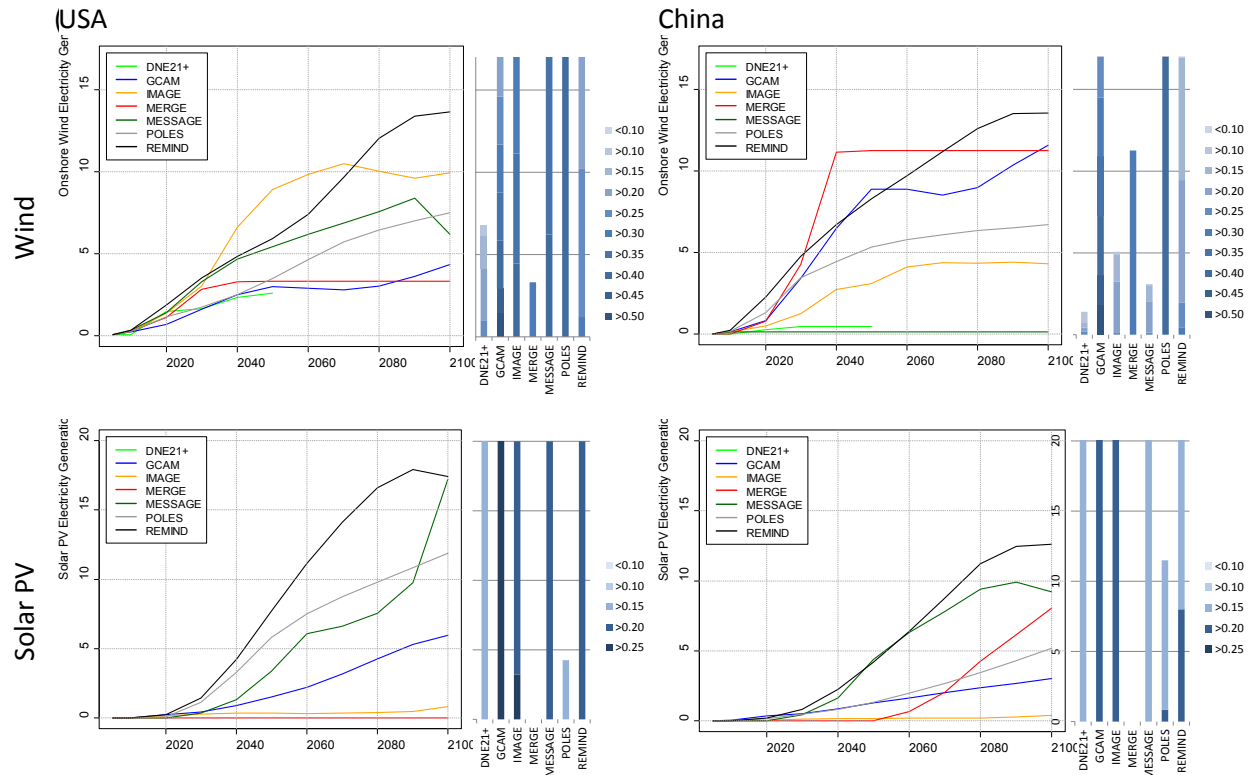 (USA
China
Wind
Onshore Wind Electricity Ger
15
10
5
0
DNE21+
GCAM
IMAGE
MERGE
MESSAGE
POLES
REMIND
2020
2040
2060
2080
2100
DNE21+
GCAM
IMAGE
MERGE
MESSAGE
POLES
REMIND
<0.10
>0.10
>0.15
>0.20
>0.25
>0.30
>0.35
>0.40
>0.45
>0.50
Onshore Wind Electricity Ger
15
10
5
0
DNE21+
GCAM
IMAGE
MERGE
MESSAGE
POLES
REMIND
2020
2040
2060
2080
2100
DNE21+
GCAM
IMAGE
MERGE
MESSAGE
POLES
REMIND
<0.10
>0.10
>0.15
>0.20
>0.25
>0.30
>0.35
>0.40
>0.45
>0.50
Solar PV
Solar PV Electricity Generatic
20
15
10
5
0
DNE21+
GCAM
IMAGE
MERGE
MESSAGE
POLES
REMIND
2020
2040
2060
2080
2100
DNE21+
GCAM
IMAGE
MERGE
MESSAGE
POLES
REMIND
<0.10
>0.10
>0.15
>0.20
>0.25
Solar PV Electricity Generatic
20
15
10
5
0
DNE21+
GCAM
IMAGE
MERGE
MESSAGE
POLES
REMIND
2020
2040
2060
2080
2100
20
15
10
5
0
DNE21+
GCAM
IMAGE
MERGE
MESSAGE
POLES
REMIND
<0.10
>0.10
>0.15
>0.20
>0.25